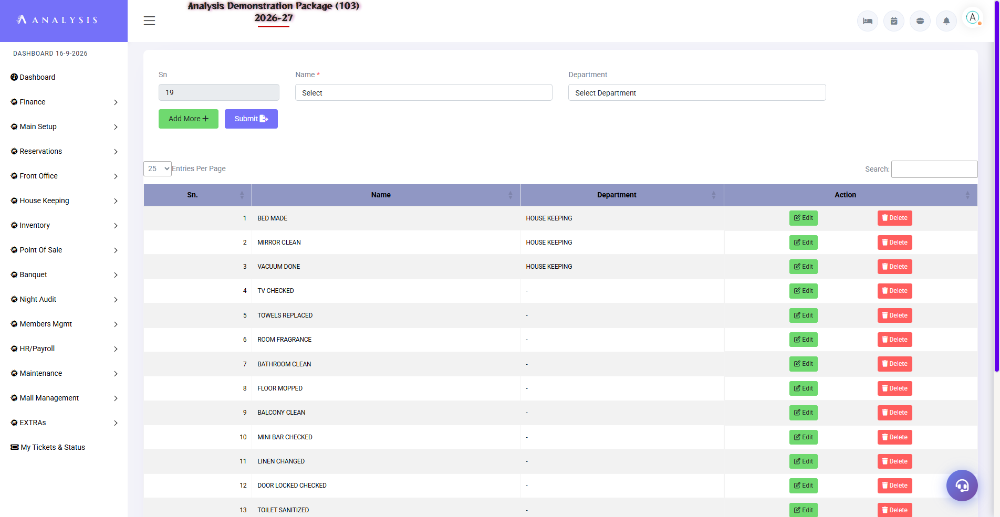 ANALYSIS
Analysis Demonstration Package (103)
2026-27
A
DASHBOARD 16-9-2026
Dashboard
Finance
Main Setup
Reservations
Front Office
House Keeping
Inventory
Point Of Sale
Banquet
Night Audit
Members Mgmt
HR/Payroll
Maintenance
Mall Management
EXTRAs
My Tickets & Status
Sn Name * Department
19 Select Select Department
Add More Submit
25 Entries Per Page Search:
Sn. Name Department Action
1 BED MADE HOUSE KEEPING Edit Delete
2 MIRROR CLEAN HOUSE KEEPING Edit Delete
3 VACUUM DONE HOUSE KEEPING Edit Delete
4 TV CHECKED - Edit Delete
5 TOWELS REPLACED - Edit Delete
6 ROOM FRAGRANCE - Edit Delete
7 BATHROOM CLEAN - Edit Delete
8 FLOOR MOPPED - Edit Delete
9 BALCONY CLEAN - Edit Delete
10 MINI BAR CHECKED - Edit Delete
11 LINEN CHANGED - Edit Delete
12 DOOR LOCKED CHECKED - Edit Delete
13 TOILET SANITIZED - Edit Delete